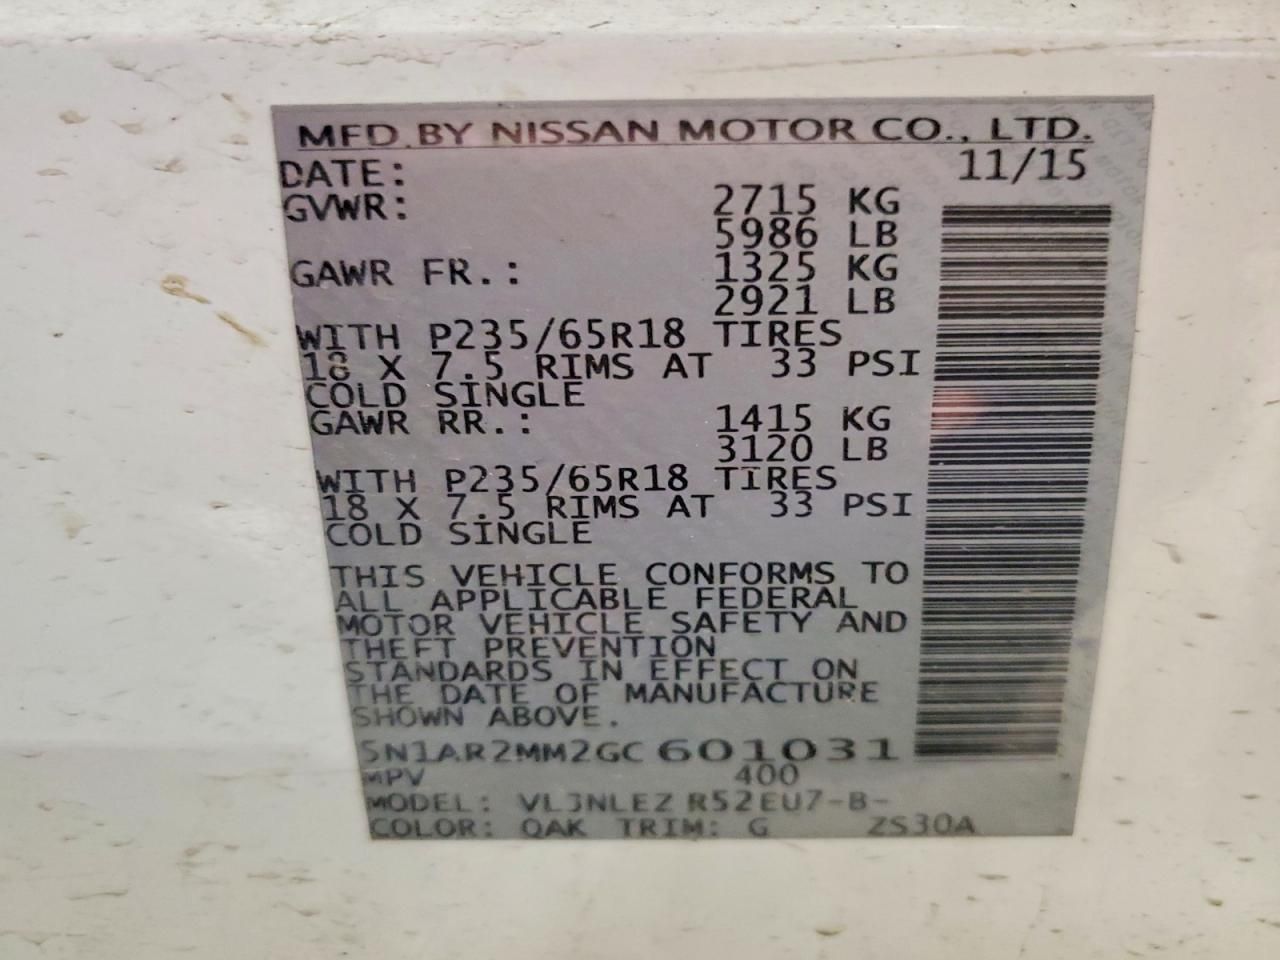 MFD.BY NISSAN MOTOR CO., LTD.
DATE: 11/15
GVWR: 2715 KG
5986 LB
GAWR FR.: 1325 KG
2921 LB
WITH P235/65R18 TIRES
18 X 7.5 RIMS AT 33 PSI
COLD SINGLE
GAWR RR.: 1415 KG
3120 LB
WITH P235/65R18 TIRES
18 X 7.5 RIMS AT 33 PSI
COLD SINGLE
THIS VEHICLE CONFORMS TO
ALL APPLICABLE FEDERAL
MOTOR VEHICLE SAFETY AND
THEFT PREVENTION
STANDARDS IN EFFECT ON
THE DATE OF MANUFACTURE
SHOWN ABOVE.
5N1AR2MM2GC 601031
MPV 400
MODEL: VLJNLEZ R52EU7-B-
COLOR: QAK TRIM: G ZS30A